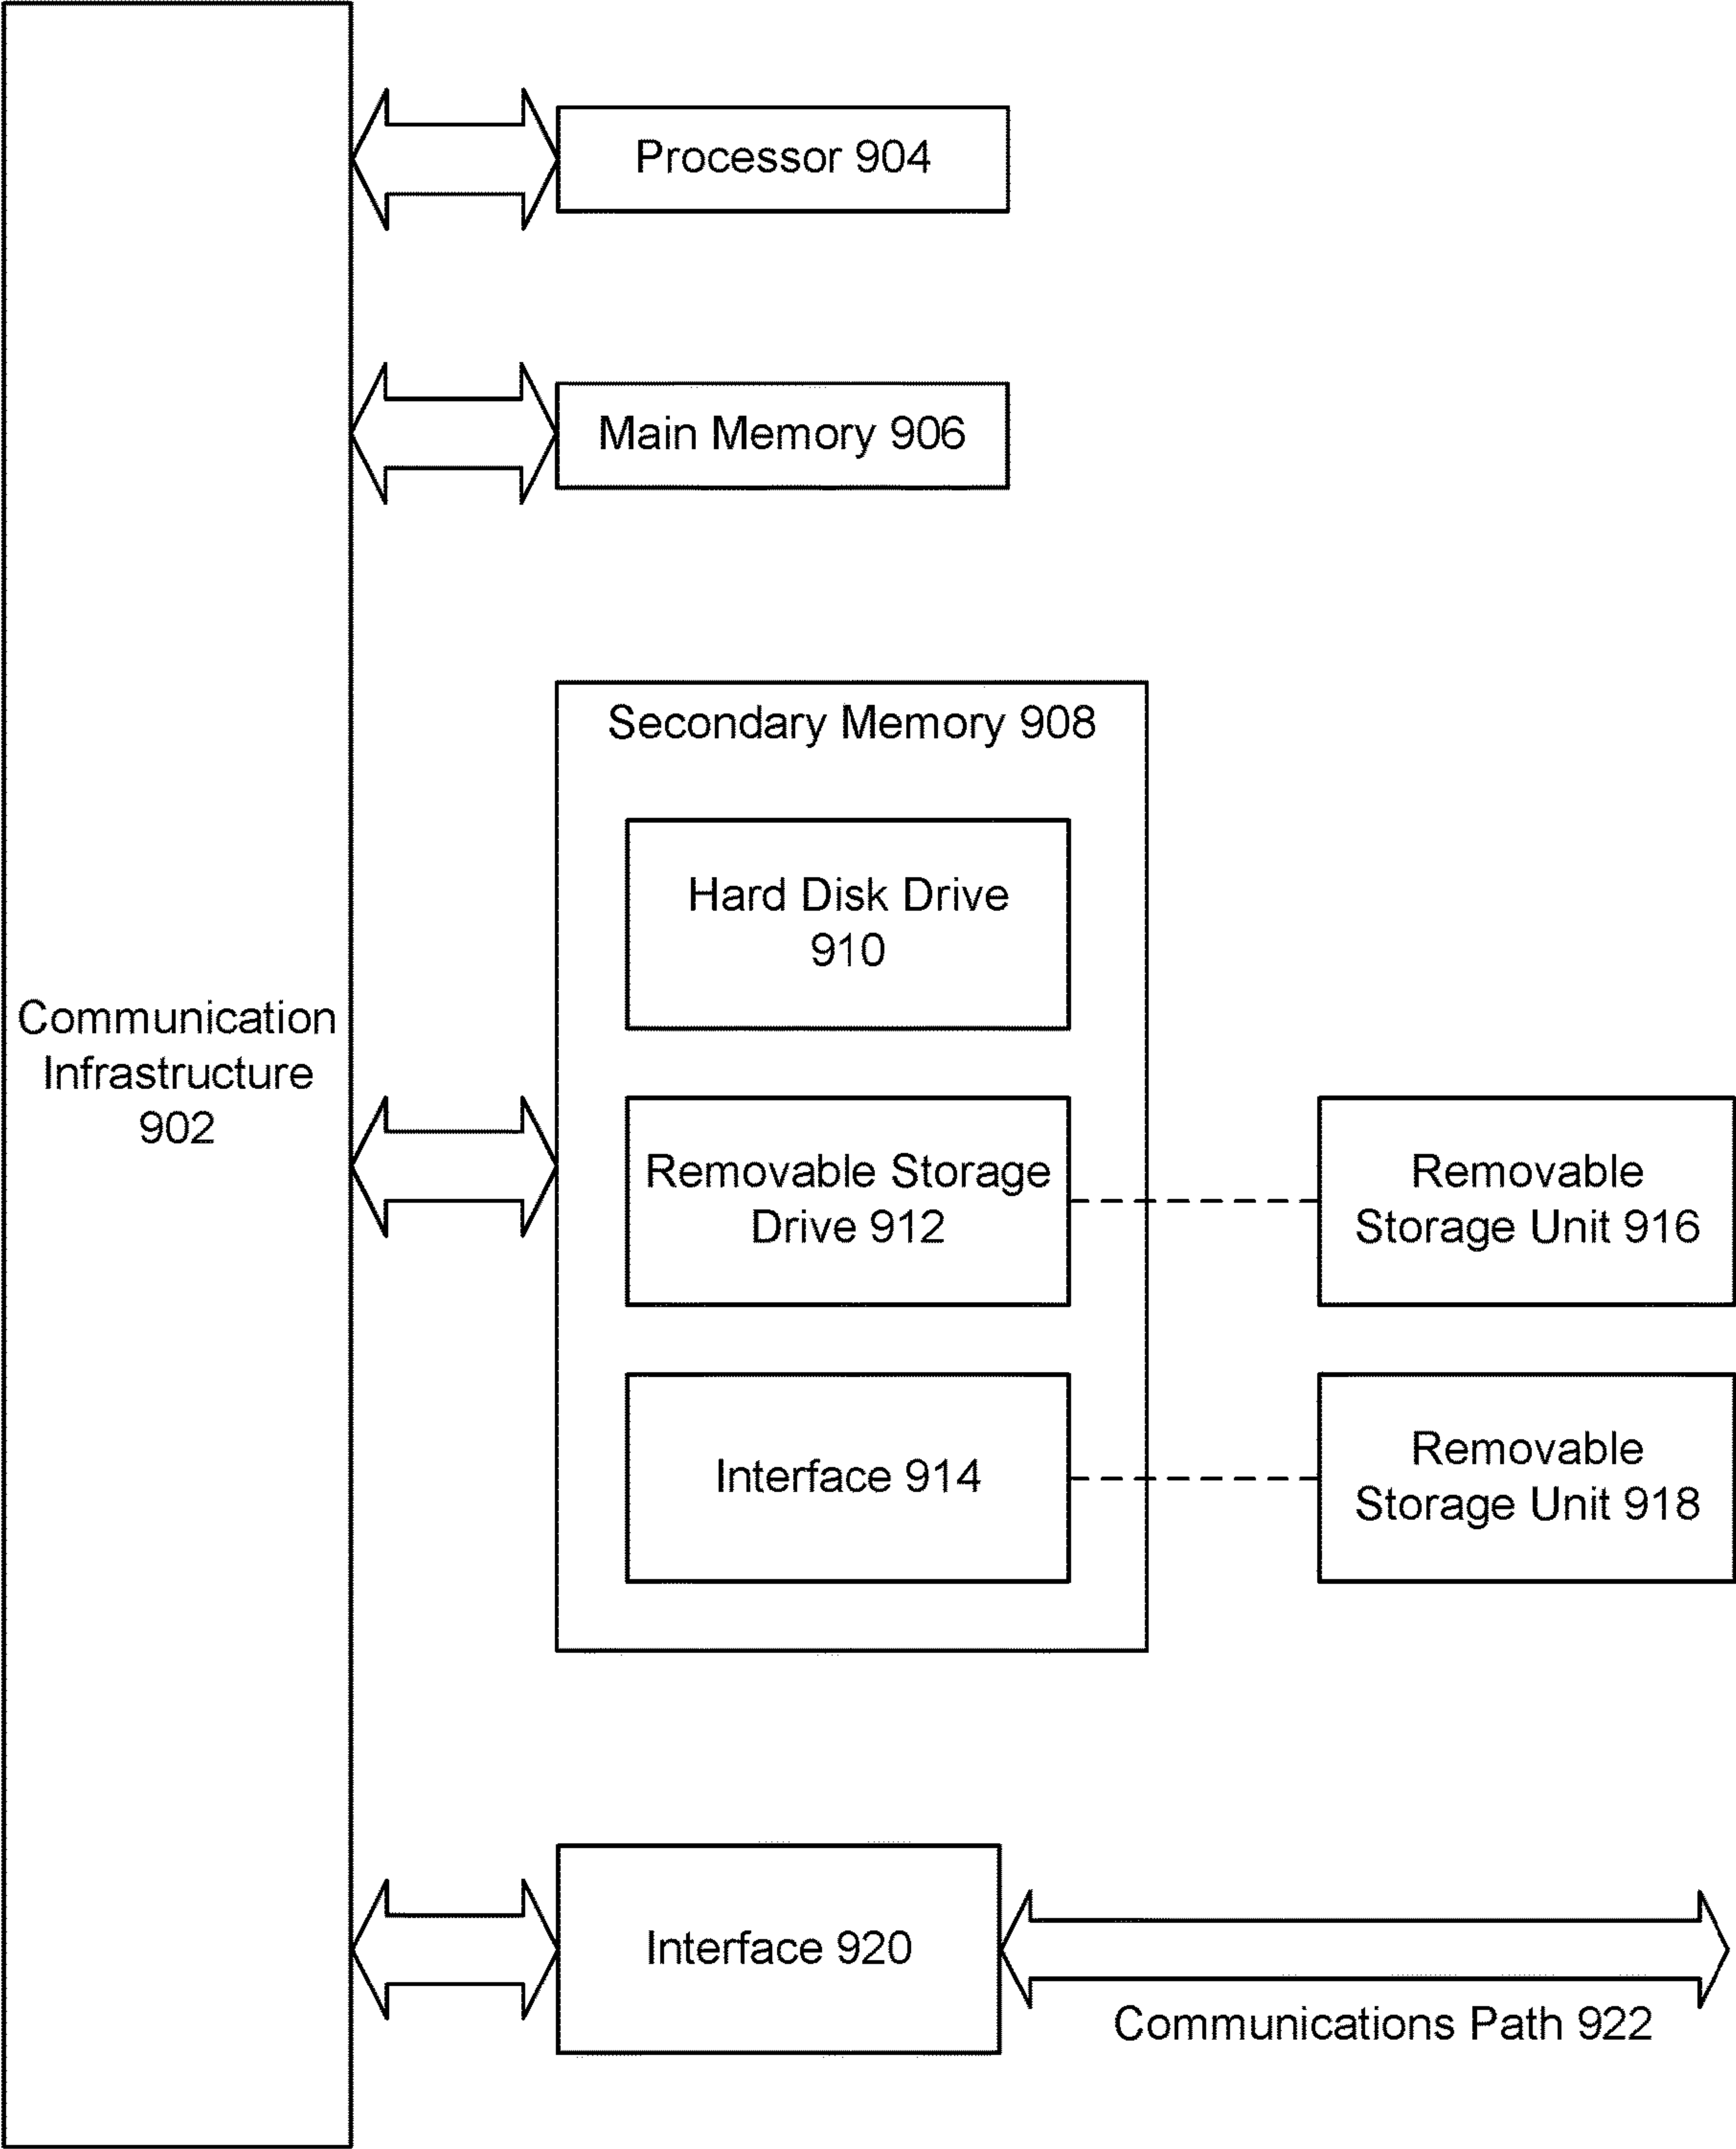 Processor 904
Main Memory 906
Secondary Memory 908
Hard Disk Drive
910
Communication
Infrastructure
902
Removable Storage
Drive 912
Removable
Storage Unit 916
Interface 914
Removable
Storage Unit 918
Interface 920
Communications Path 922